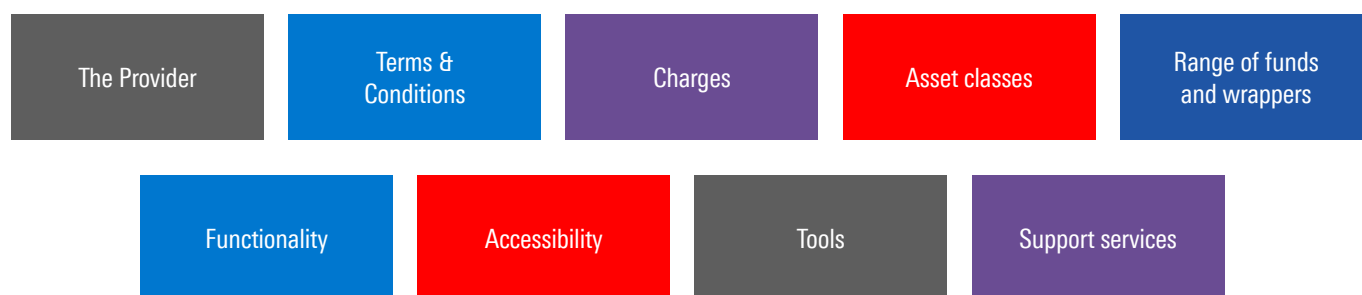 The Provider
Terms &
Conditions
Charges
Asset classes
Range of funds
and wrappers
Functionality
Accessibility
Tools
Support services